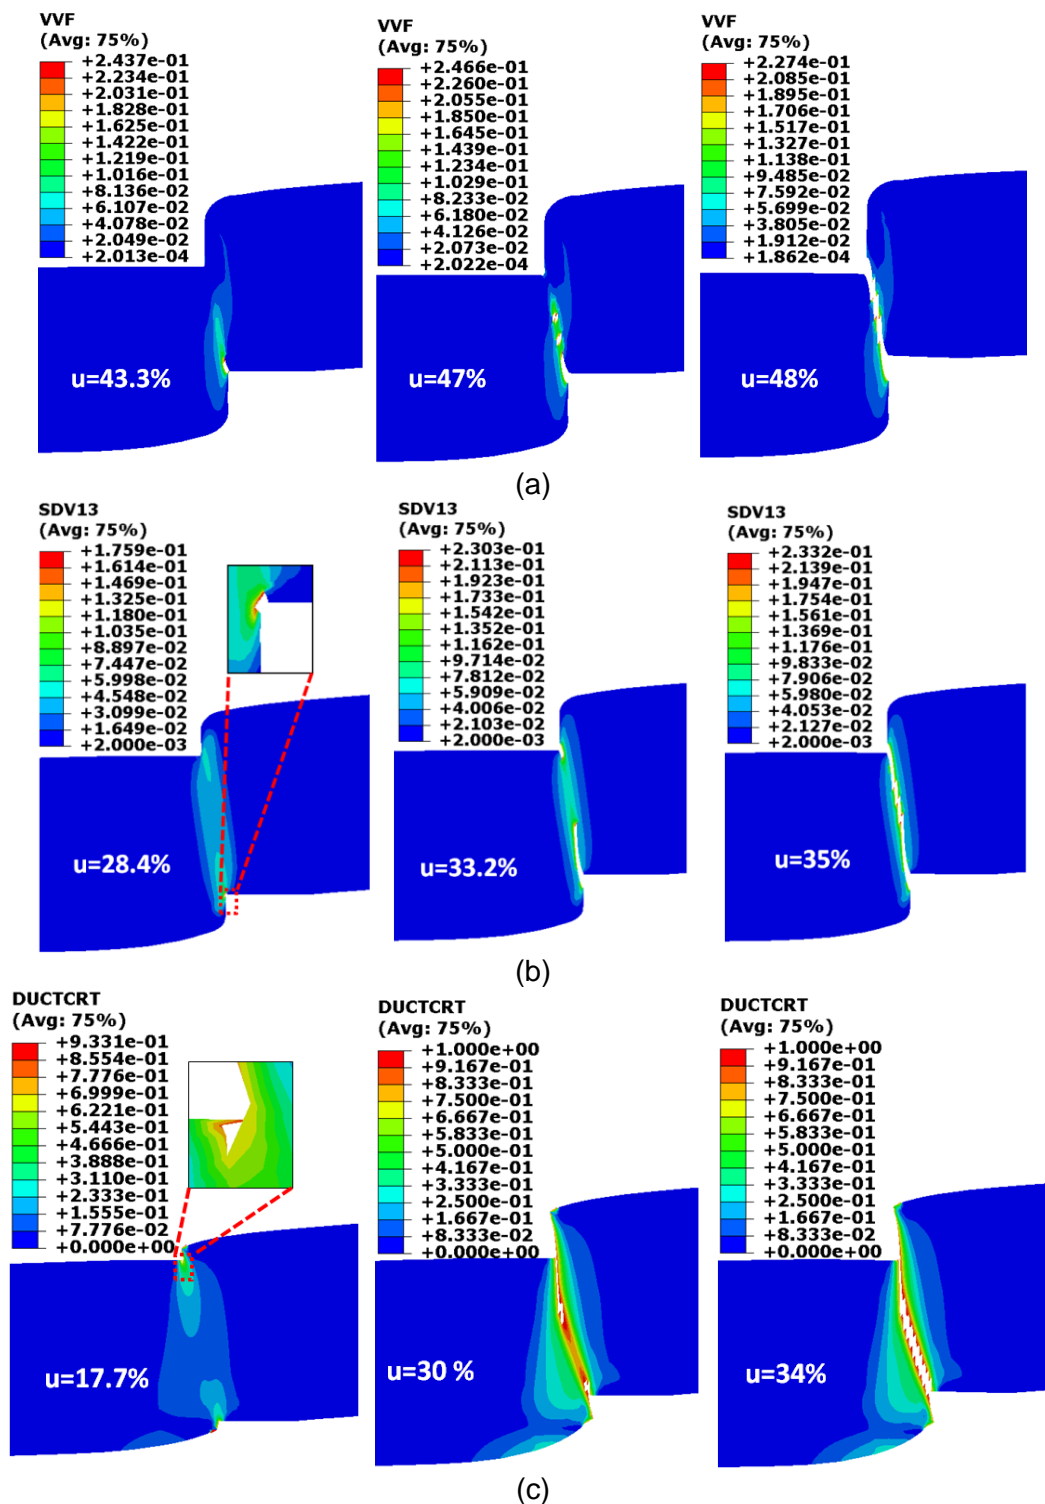 VVF
(Avg: 75%)
+2.437e-01
+2.234e-01
+2.031e-01
+1.828e-01
+1.625e-01
+1.422e-01
+1.219e-01
+1.016e-01
+8.136e-02
+6.107e-02
+4.078e-02
+2.049e-02
+2.013e-04
u=43.3%
VVF
(Avg: 75%)
+2.466e-01
+2.260e-01
+2.055e-01
+1.850e-01
+1.645e-01
+1.439e-01
+1.234e-01
+1.029e-01
+8.233e-02
+6.180e-02
+4.126e-02
+2.073e-02
+2.022e-04
u=47%
VVF
(Avg: 75%)
+2.274e-01
+2.085e-01
+1.895e-01
+1.706e-01
+1.517e-01
+1.327e-01
+1.138e-01
+9.485e-02
+7.592e-02
+5.699e-02
+3.805e-02
+1.912e-02
+1.862e-04
u=48%
(a)
SDV13
(Avg: 75%)
+1.759e-01
+1.614e-01
+1.469e-01
+1.325e-01
+1.180e-01
+1.035e-01
+8.897e-02
+7.447e-02
+5.998e-02
+4.548e-02
+3.099e-02
+1.649e-02
+2.000e-03
u=28.4%
SDV13
(Avg: 75%)
+2.303e-01
+2.113e-01
+1.923e-01
+1.733e-01
+1.542e-01
+1.352e-01
+1.162e-01
+9.714e-02
+7.812e-02
+5.909e-02
+4.006e-02
+2.103e-02
+2.000e-03
u=33.2%
SDV13
(Avg: 75%)
+2.332e-01
+2.139e-01
+1.947e-01
+1.754e-01
+1.561e-01
+1.369e-01
+1.176e-01
+9.833e-02
+7.906e-02
+5.980e-02
+4.053e-02
+2.127e-02
+2.000e-03
u=35%
(b)
DUCTCRT
(Avg: 75%)
+9.331e-01
+8.554e-01
+7.776e-01
+6.999e-01
+6.221e-01
+5.443e-01
+4.666e-01
+3.888e-01
+3.110e-01
+2.333e-01
+1.555e-01
+7.776e-02
+0.000e+00
u=17.7%
DUCTCRT
(Avg: 75%)
+1.000e+00
+9.167e-01
+8.333e-01
+7.500e-01
+6.667e-01
+5.833e-01
+5.000e-01
+4.167e-01
+3.333e-01
+2.500e-01
+1.667e-01
+8.333e-02
+0.000e+00
u=30 %
DUCTCRT
(Avg: 75%)
+1.000e+00
+9.167e-01
+8.333e-01
+7.500e-01
+6.667e-01
+5.833e-01
+5.000e-01
+4.167e-01
+3.333e-01
+2.500e-01
+1.667e-01
+8.333e-02
+0.000e+00
u=34%
(c)